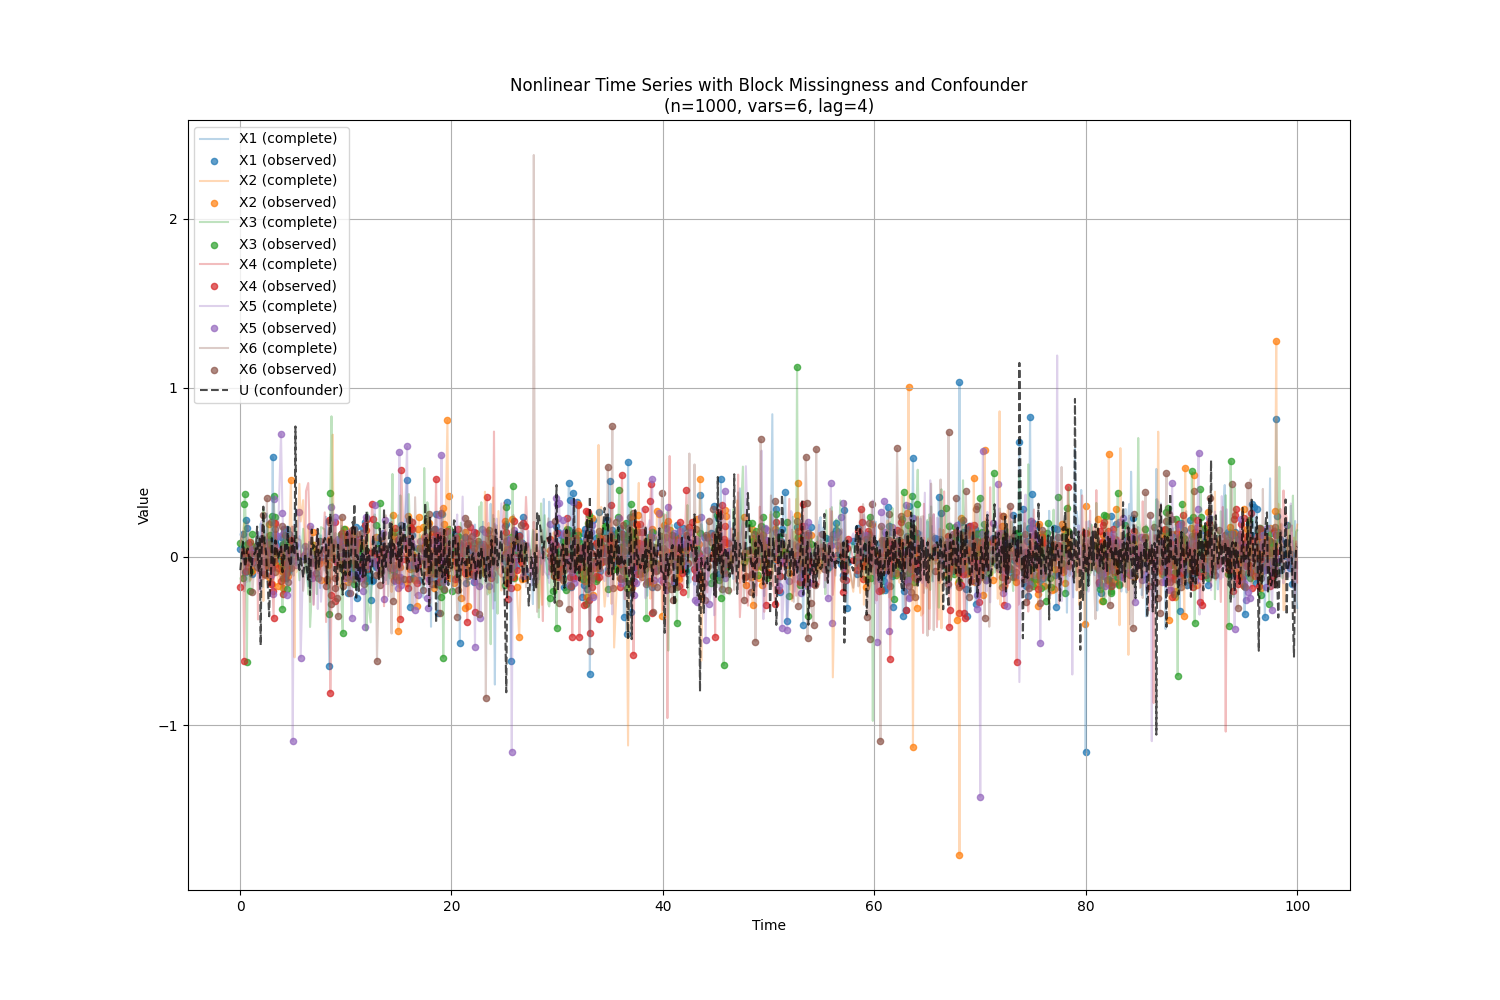 Nonlinear Time Series with Block Missingness and Confounder
(n=1000, vars=6, lag=4)
X1 (complete)
X1 (observed)
X2 (complete)
X2 (observed)
X3 (complete)
X3 (observed)
X4 (complete)
X4 (observed)
X5 (complete)
X5 (observed)
X6 (complete)
X6 (observed)
U (confounder)
Value
2
1
0
−1
0
20
40
60
80
100
Time